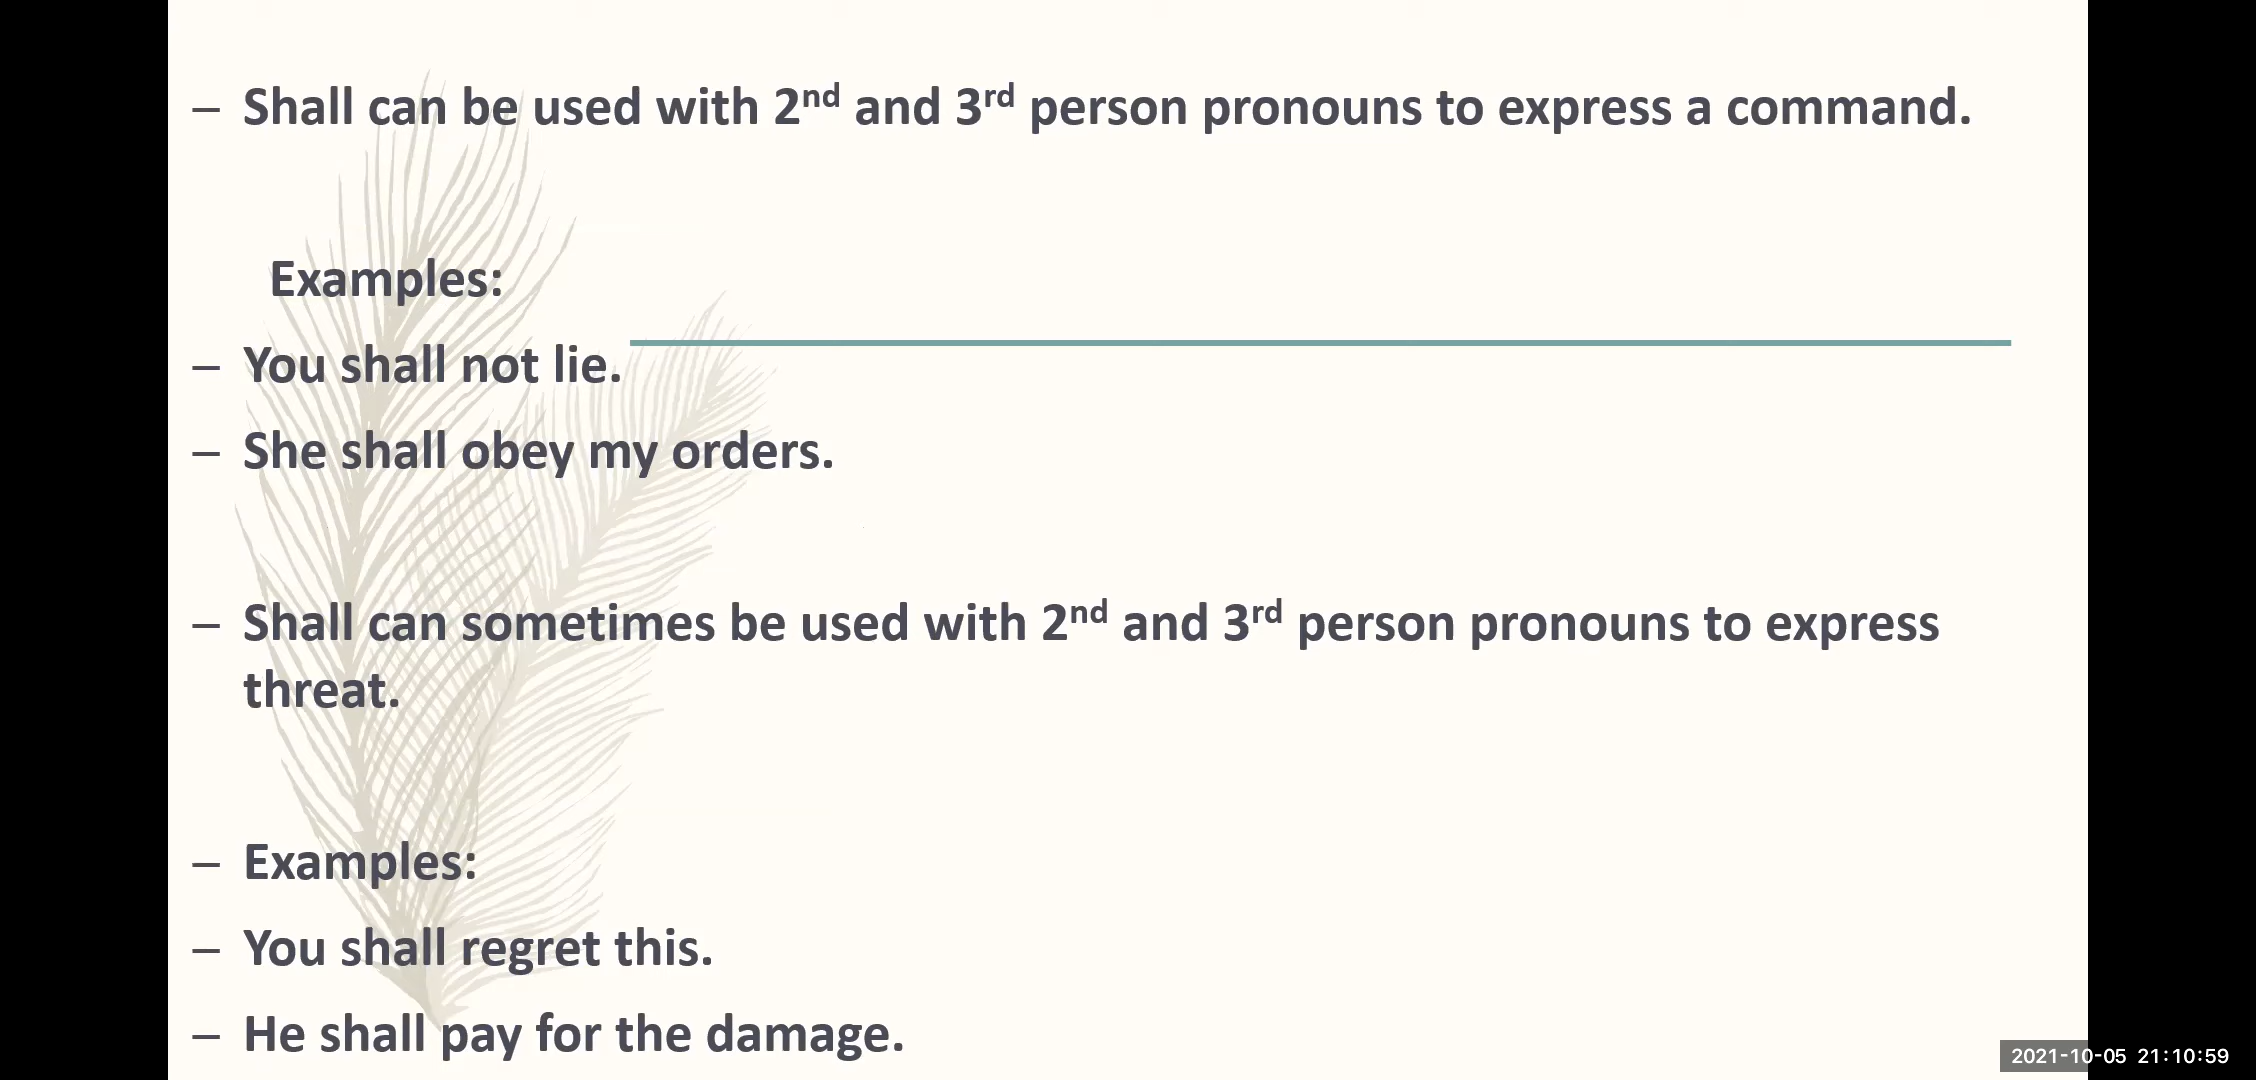 – Shall can be used with 2nd and 3rd person pronouns to express a command.
Examples:
– You shall not lie.
– She shall obey my orders.
– Shall can sometimes be used with 2nd and 3rd person pronouns to express
threat.
– Examples:
– You shall regret this.
– He shall pay for the damage.
2021-10-05 21:10:59